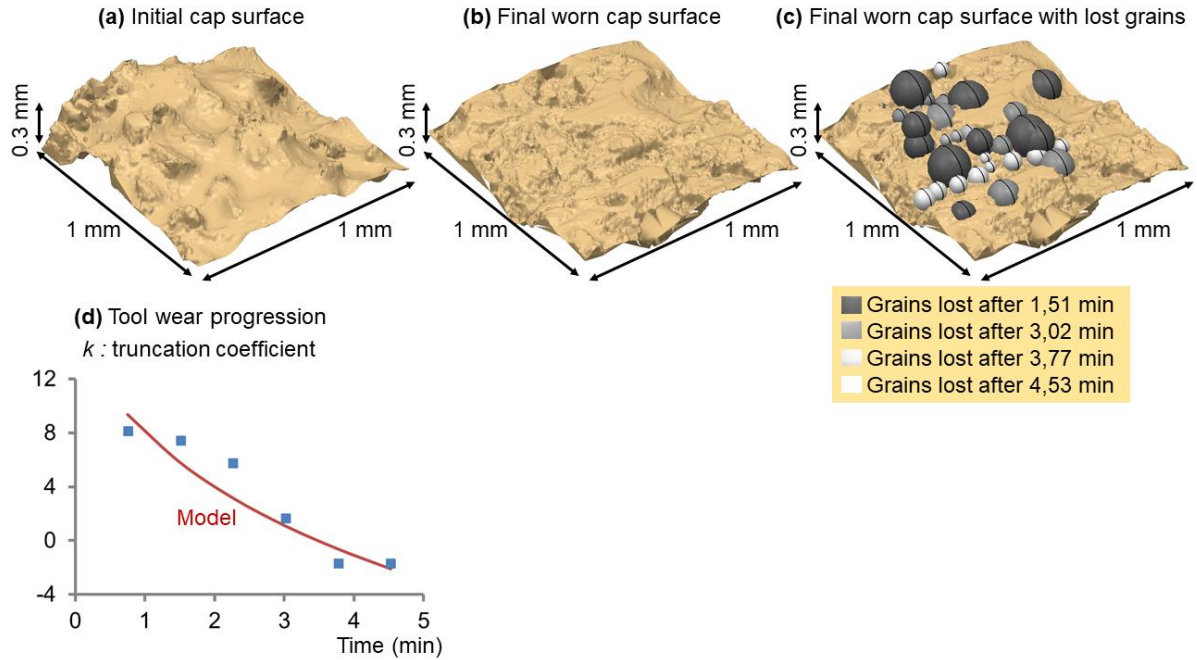 (a) Initial cap surface
(b) Final worn cap surface
(c) Final worn cap surface with lost grains
0.3 mm
1 mm
1 mm
0.3 mm
1 mm
1 mm
0.3 mm
1 mm
1 mm
Grains lost after 1,51 min
Grains lost after 3,02 min
Grains lost after 3,77 min
Grains lost after 4,53 min
(d) Tool wear progression
k : truncation coefficient
12
8
4
0
-4
Model
0 1 2 3 4 5
Time (min)